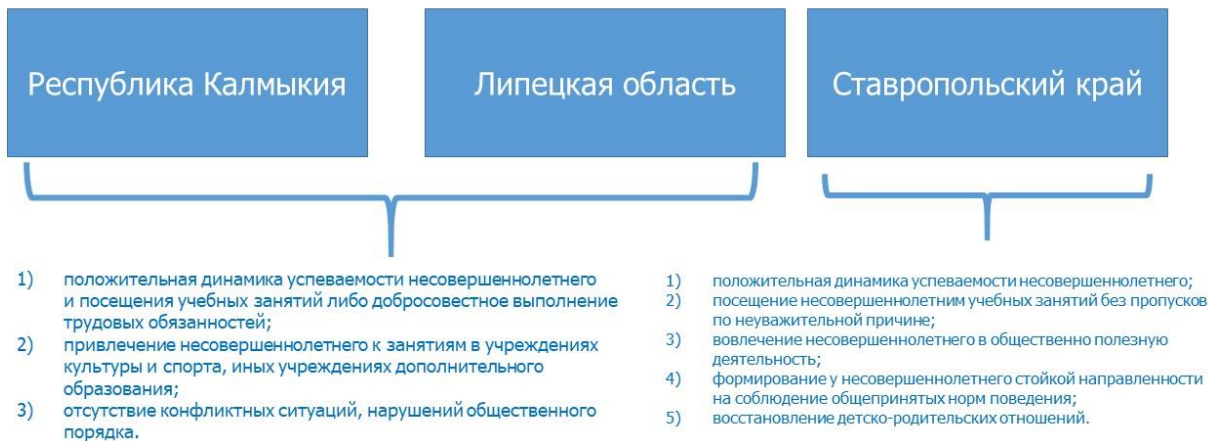 Республика Калмыкия
Липецкая область
Ставропольский край
1) положительная динамика успеваемости несовершеннолетнего
и посещения учебных занятий либо добросовестное выполнение
трудовых обязанностей;
2) привлечение несовершеннолетнего к занятиям в учреждениях
культуры и спорта, иных учреждениях дополнительного
образования;
3) отсутствие конфликтных ситуаций, нарушений общественного
порядка.
1) положительная динамика успеваемости несовершеннолетнего;
2) посещение несовершеннолетним учебных занятий без пропусков
по неуважительной причине;
3) вовлечение несовершеннолетнего в общественно полезную
деятельность;
4) формирование у несовершеннолетнего стойкой направленности
на соблюдение общепринятых норм поведения;
5) восстановление детско-родительских отношений.